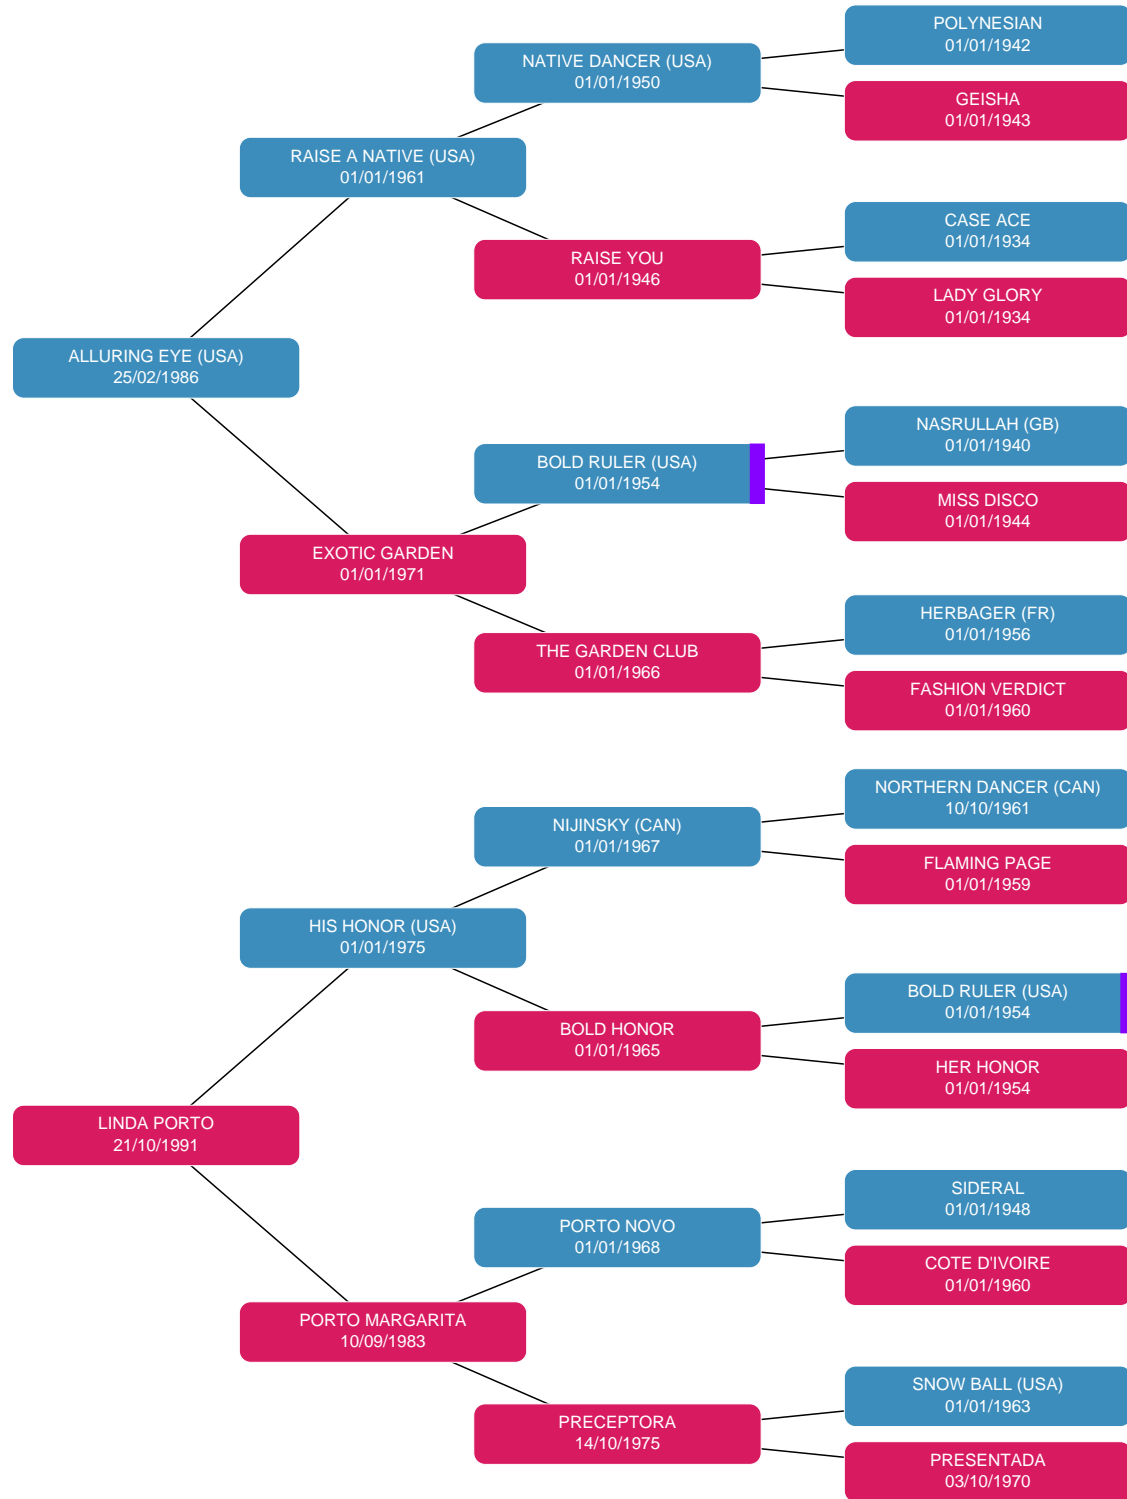 POLYNESIAN
01/01/1942
NATIVE DANCER (USA)
01/01/1950
GEISHA
01/01/1943
RAISE A NATIVE (USA)
01/01/1961
CASE ACE
01/01/1934
RAISE YOU
01/01/1946
LADY GLORY
01/01/1934
ALLURING EYE (USA)
25/02/1986
NASRULLAH (GB)
01/01/1940
BOLD RULER (USA)
01/01/1954
MISS DISCO
01/01/1944
EXOTIC GARDEN
01/01/1971
HERBAGER (FR)
01/01/1956
THE GARDEN CLUB
01/01/1966
FASHION VERDICT
01/01/1960
NORTHERN DANCER (CAN)
10/10/1961
NIJINSKY (CAN)
01/01/1967
FLAMING PAGE
01/01/1959
HIS HONOR (USA)
01/01/1975
BOLD RULER (USA)
01/01/1954
BOLD HONOR
01/01/1965
HER HONOR
01/01/1954
LINDA PORTO
21/10/1991
SIDERAL
01/01/1948
PORTO NOVO
01/01/1968
COTE D'IVOIRE
01/01/1960
PORTO MARGARITA
10/09/1983
SNOW BALL (USA)
01/01/1963
PRECEPTORA
14/10/1975
PRESENTADA
03/10/1970